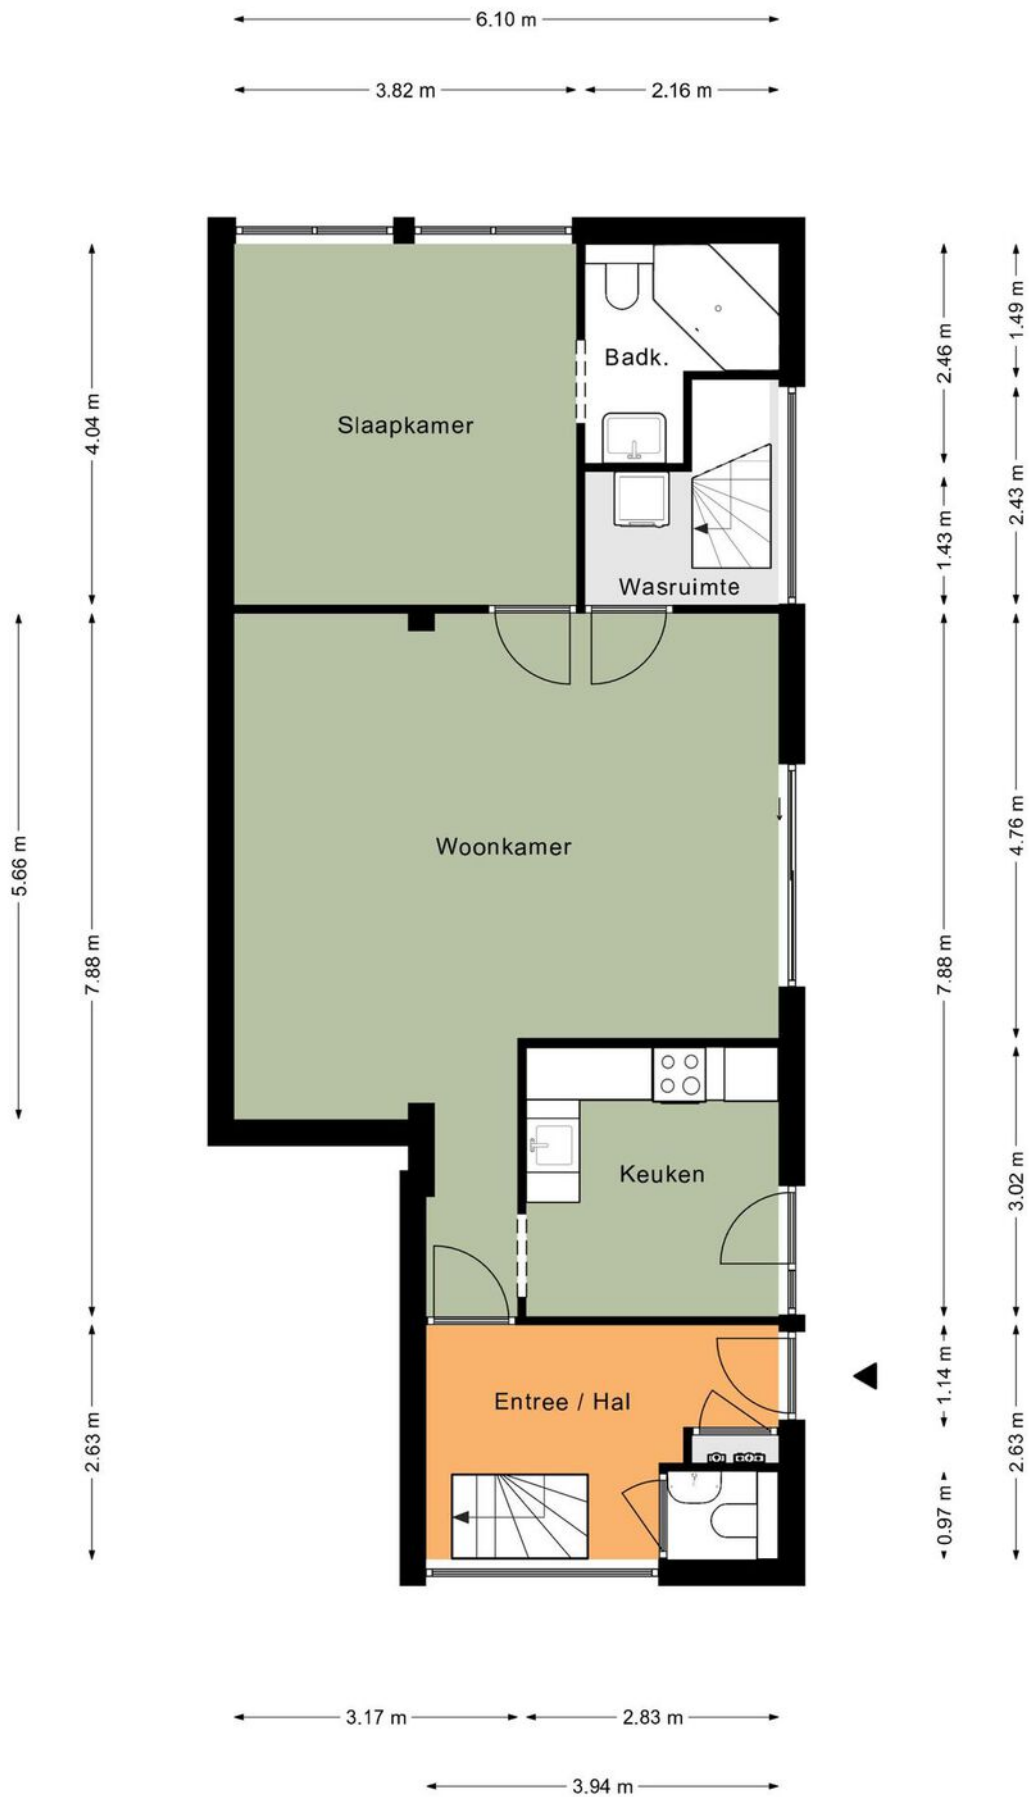 6.10 m
3.82 m
2.16 m
4.04 m
2.46 m
1.49 m
Badk.
Slaapkamer
2.43 m
1.43 m
Wasruimte
5.66 m
7.88 m
Woonkamer
4.76 m
7.88 m
Keuken
3.02 m
Entree / Hal
2.63 m
1.14 m
2.63 m
0.97 m
3.17 m
2.83 m
3.94 m